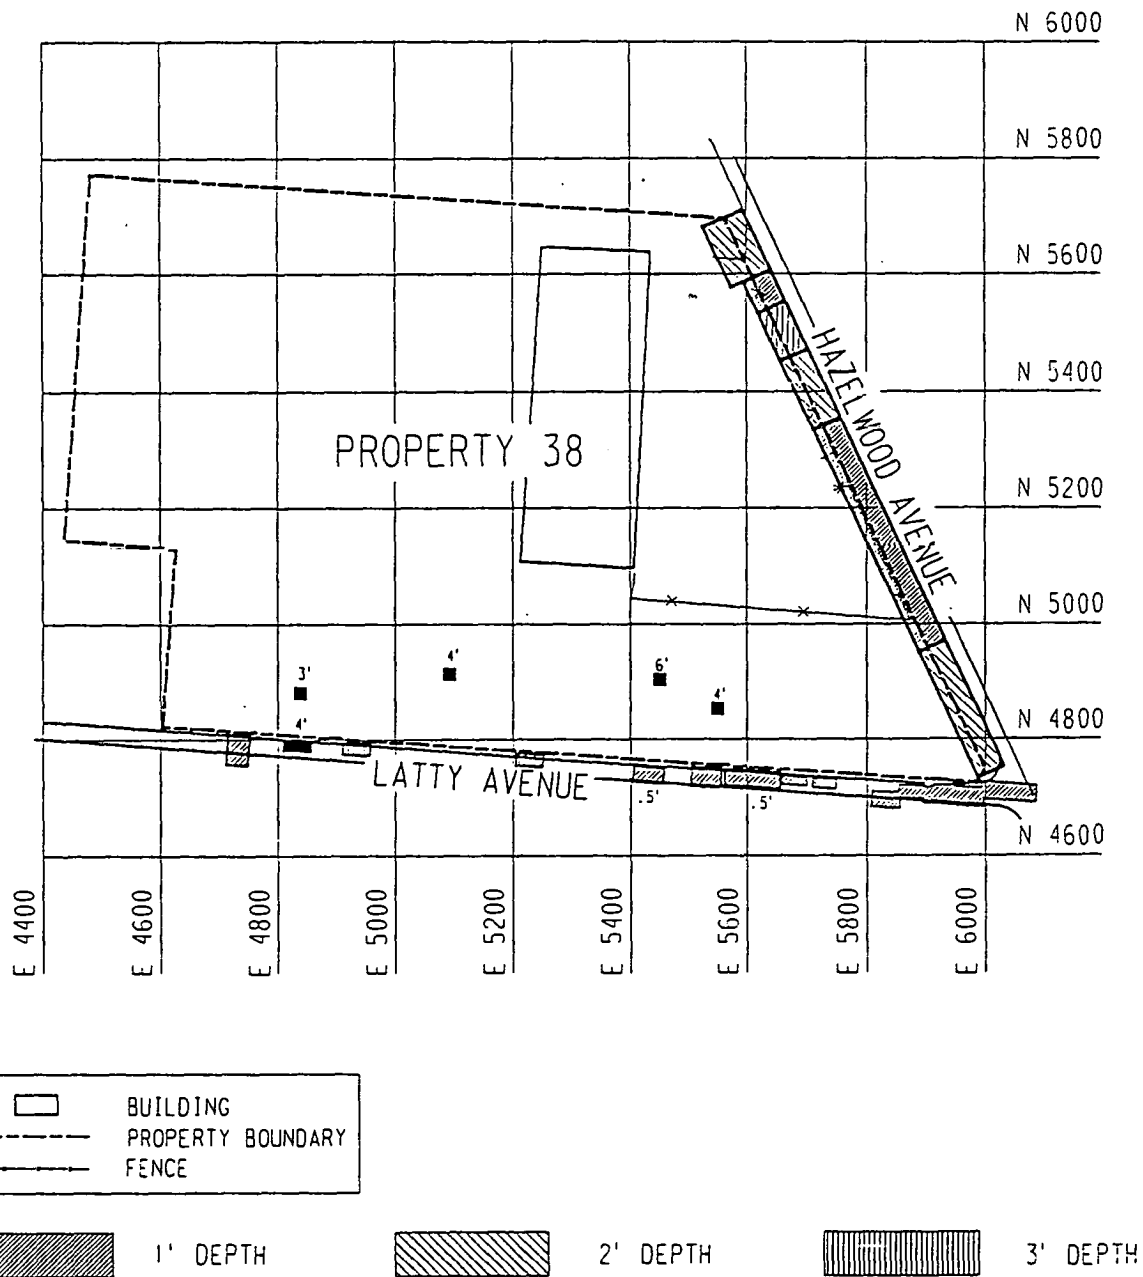 N 6000
N 5800
N 5600
N 5400
N 5200
N 5000
N 4800
N 4600
HAZELWOOD AVENUE
PROPERTY 38
3'
4'
6'
4'
4'
LATTY AVENUE
.5'
.5'
E 4400
E 4600
E 4800
E 5000
E 5200
E 5400
E 5600
E 5800
E 6000
BUILDING
PROPERTY BOUNDARY
FENCE
1' DEPTH
2' DEPTH
3' DEPTH